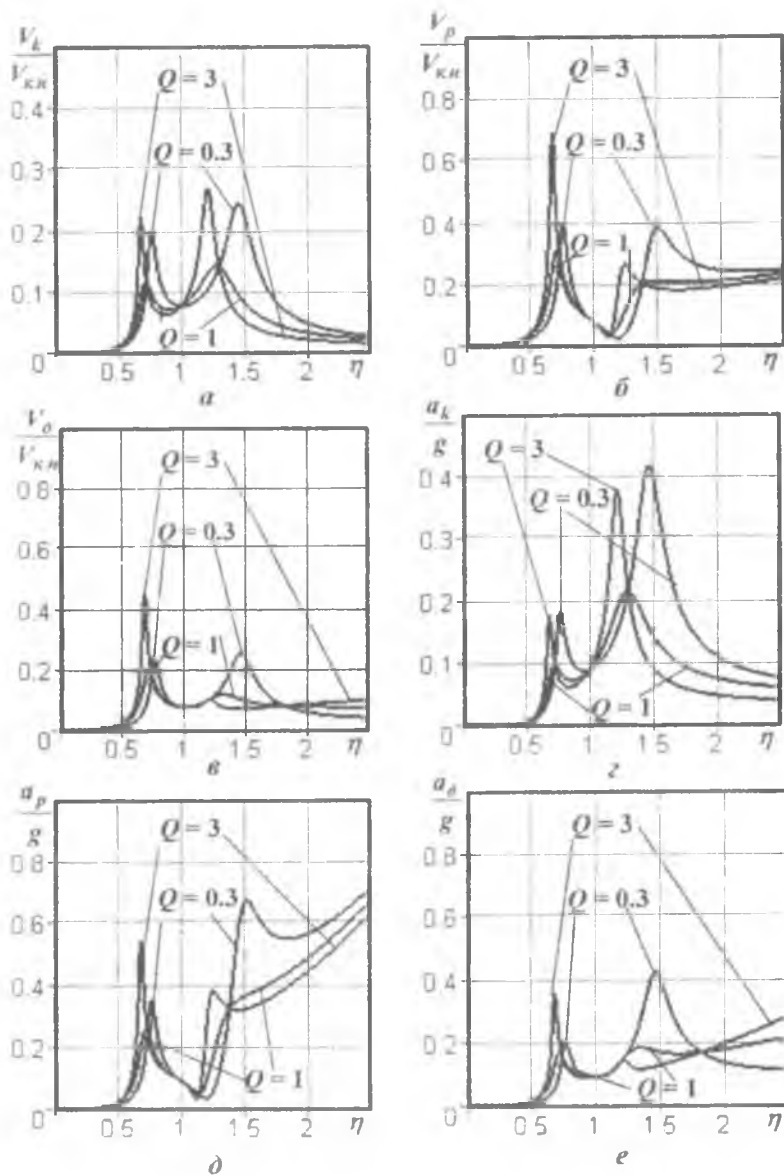 V_k / V_кн
0.4
0.3
0.2
0.1
0
0.5
1
1.5
2
η
Q = 3
Q = 0.3
Q = 1
а
V_p / V_кн
0.8
0.6
0.4
0.2
0
0.5
1
1.5
2
η
Q = 3
Q = 0.3
Q = 1
б
V_о / V_кн
0.8
0.6
0.4
0.2
0
0.5
1
1.5
2
η
Q = 3
Q = 0.3
Q = 1
в
a_k / g
0.4
0.3
0.2
0.1
0
0.5
1
1.5
2
η
Q = 3
Q = 0.3
Q = 1
г
a_p / g
0.8
0.6
0.4
0.2
0
0.5
1
1.5
2
η
Q = 3
Q = 0.3
Q = 1
д
a_д / g
0.8
0.6
0.4
0.2
0
0.5
1
1.5
2
η
Q = 3
Q = 0.3
Q = 1
е